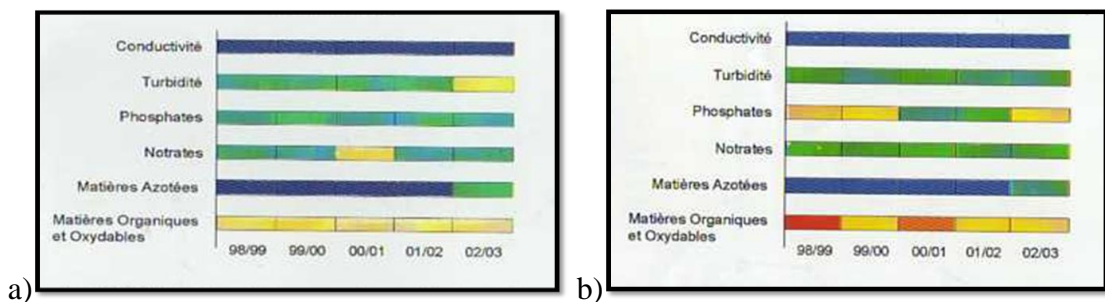 Conductivité
Turbidité
Phosphates
Notrates
Matières Azotées
Matières Organiques
et Oxydables
98/99 99/00 00/01 01/02 02/03
a)
Conductivité
Turbidité
Phosphates
Notrates
Matières Azotées
Matières Organiques
et Oxydables
98/99 99/00 00/01 01/02 02/03
b)